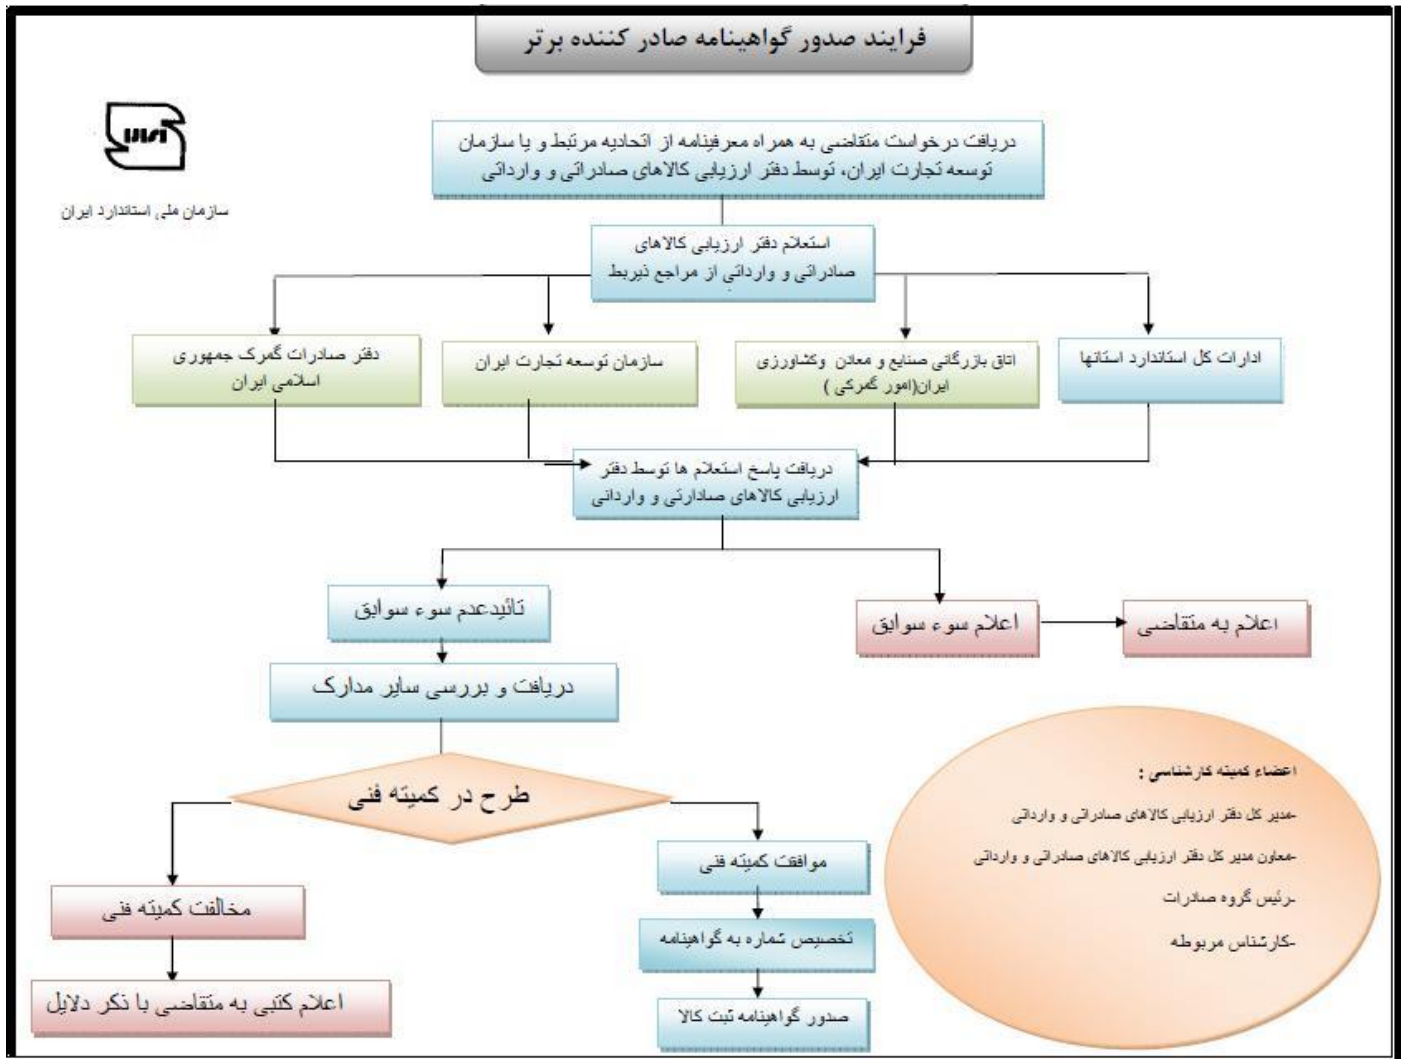 فرایند صدور گواهینامه صادر کننده برتر
سازمان ملی استاندارد ایران
دریافت درخواست متقاضی به همراه معرفینامه از اتحادیه مرتبط و یا سازمان
توسعه تجارت ایران، توسط دفتر ارزیابی کالاهای صادراتی و وارداتی
استعلام دفتر ارزیابی کالاهای
صادراتی و وارداتی از مراجع ذیربط
ادارات کل استاندارد استانها
اتاق بازرگانی صنایع و معادن وکشاورزی
ایران(امور گمرکی )
سازمان توسعه تجارت ایران
دفتر صادرات گمرک جمهوری
اسلامی ایران
دریافت پاسخ استعلام ها توسط دفتر
ارزیابی کالاهای صادارتی و وارداتی
تائیدعدم سوء سوابق
اعلام سوء سوابق
اعلام به متقاضی
دریافت و بررسی سایر مدارک
طرح در کمیته فنی
موافقت کمیته فنی
مخالفت کمیته فنی
تخصیص شماره به گواهینامه
اعلام کتبی به متقاضی با ذکر دلایل
صدور گواهینامه ثبت کالا
اعضاء کمیته کارشناسی :
-مدیر کل دفتر ارزیابی کالاهای صادراتی و وارداتی
-معاون مدیر کل دفتر ارزیابی کالاهای صادراتی و وارداتی
-رئیس گروه صادرات
-کارشناس مربوطه